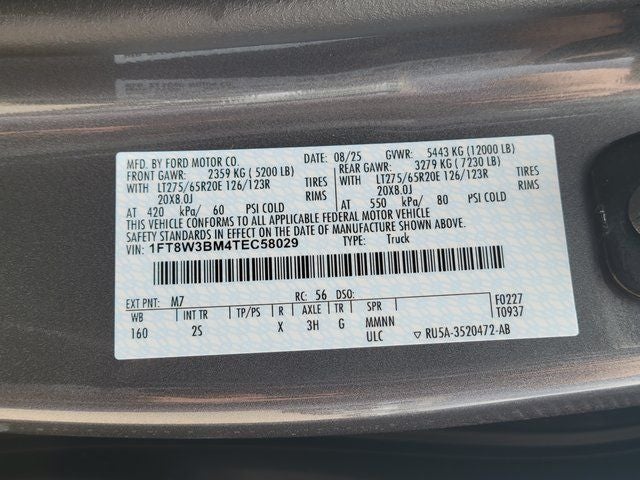 MFD. BY FORD MOTOR CO.
DATE: 08/25 GVWR: 5443 KG (12000 LB)
FRONT GAWR: 2359 KG (5200 LB)
REAR GAWR: 3279 KG (7230 LB)
WITH LT275/65R20E 126/123R TIRES
WITH LT275/65R20E 126/123R TIRES
20X8.0J RIMS
20X8.0J RIMS
AT 420 kPa/ 60 PSI COLD
AT 550 kPa/ 80 PSI COLD
THIS VEHICLE CONFORMS TO ALL APPLICABLE FEDERAL MOTOR VEHICLE
SAFETY STANDARDS IN EFFECT ON THE DATE OF MANUFACTURE
VIN: 1FT8W3BM4TEC58029 TYPE: Truck
EXT PNT: M7 RC: 56 DSO:
WB INT TR TP/PS R AXLE TR SPR F0227
160 2S X 3H G MMNN T0937
ULC ▽ RU5A-3520472-AB